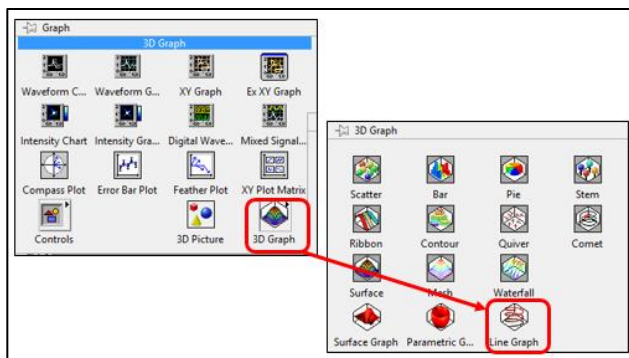 Graph
3D Graph
Waveform C... Waveform G... XY Graph Ex XY Graph
Intensity Chart Intensity Gra... Digital Wave... Mixed Signal...
Compass Plot Error Bar Plot Feather Plot XY Plot Matrix
Controls 3D Picture 3D Graph
3D Graph
Scatter Bar Pie Stem
Ribbon Contour Quiver Comet
Surface Mesh Waterfall
Surface Graph Parametric G... Line Graph